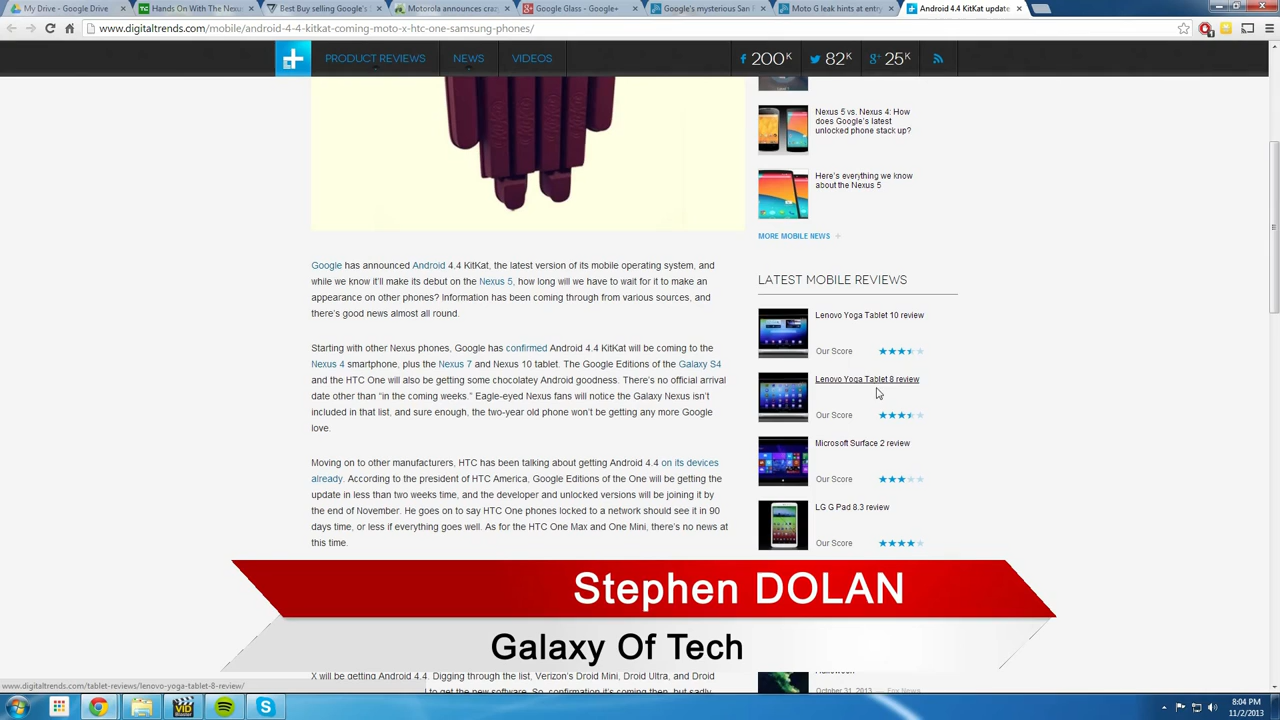 My Drive - Google Drive
Hands On With The Nexus
Best Buy selling Google's
Motorola announces crazy
Google Glass - Google+
Google's mysterious San
Moto G leak hints at entry
Android 4.4 KitKat update
www.digitaltrends.com/mobile/android-4-4-kitkat-coming-moto-x-htc-one-samsung-phones/
PRODUCT REVIEWS
NEWS
VIDEOS
200K
82K
25K
Nexus 5 vs. Nexus 4: How
does Google's latest
unlocked phone stack up?
Here's everything we know
about the Nexus 5
MORE MOBILE NEWS +
Google has announced Android 4.4 KitKat, the latest version of its mobile operating system, and
while we know it'll make its debut on the Nexus 5, how long will we have to wait for it to make an
appearance on other phones? Information has been coming through from various sources, and
there's good news almost all round.
Starting with other Nexus phones, Google has confirmed Android 4.4 KitKat will be coming to the
Nexus 4 smartphone, plus the Nexus 7 and Nexus 10 tablet. The Google Editions of the Galaxy S4
and the HTC One will also be getting some chocolatey Android goodness. There's no official arrival
date other than “in the coming weeks.” Eagle-eyed Nexus fans will notice the Galaxy Nexus isn't
included in that list, and sure enough, the two-year old phone won't be getting any more Google
love.
Moving on to other manufacturers, HTC has been talking about getting Android 4.4 on its devices
already. According to the president of HTC America, Google Editions of the One will be getting the
update in less than two weeks time, and the developer and unlocked versions will be joining it by
the end of November. He goes on to say HTC One phones locked to a network should see it in 90
days time, or less if everything goes well. As for the HTC One Max and One Mini, there's no news at
this time.
LATEST MOBILE REVIEWS
Lenovo Yoga Tablet 10 review
Our Score
Lenovo Yoga Tablet 8 review
Our Score
Microsoft Surface 2 review
Our Score
LG G Pad 8.3 review
Our Score
Stephen DOLAN
Galaxy Of Tech
X will be getting Android 4.4. Digging through the list, Verizon's Droid Mini, Droid Ultra, and Droid
to get the new software. So, confirmation it's coming then, but sadly
October 31, 2013 - Fox News
www.digitaltrends.com/tablet-reviews/lenovo-yoga-tablet-8-review/
8:04 PM
11/2/2013